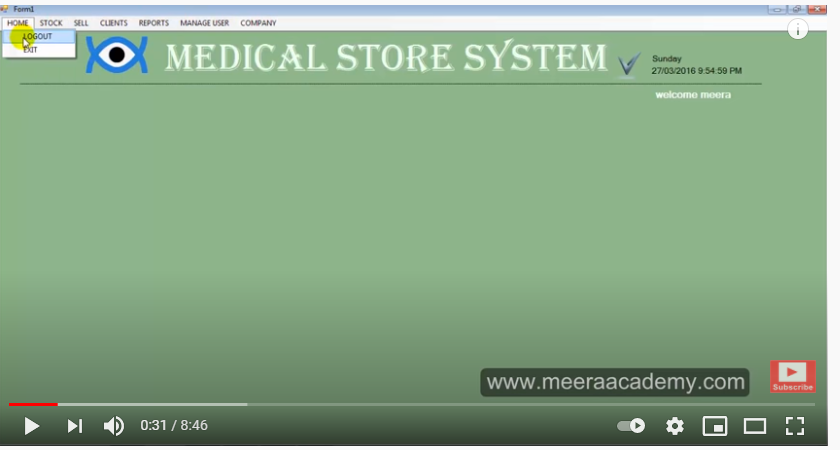 Form1
HOME STOCK SELL CLIENTS REPORTS MANAGE USER COMPANY
LOGOUT
EXIT
MEDICAL STORE SYSTEM
Sunday
27/03/2016 9:54:59 PM
welcome meera
www.meeraacademy.com
Subscribe
0:31 / 8:46